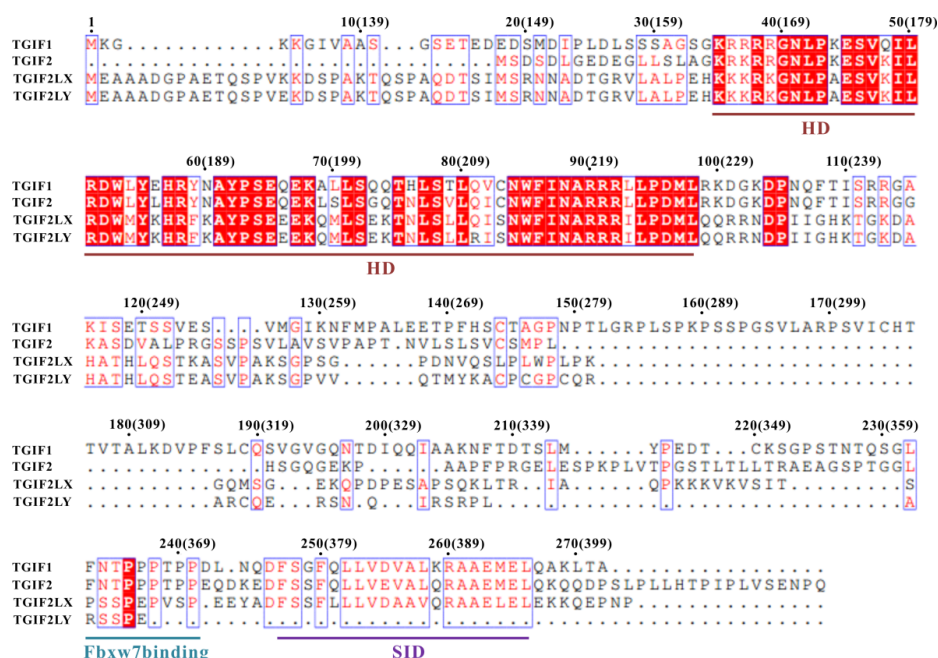 1 10(139) 20(149) 30(159) 40(169) 50(179)
TGIF1 MKG............KKGIVAAS...GSETEDEDSMDIPLDLSSSAGSGKRRRRGNLPKESVQIL
TGIF2 ................................MSDSDLGEDEGLLSLAGKRKRRGNLPKESVKIL
TGIF2LX MEAAADGPAETQSPVKKDSPAKTQSPAQDTSIMSRNNADTGRVLALPEHKKKRKGNLPAESVKIL
TGIF2LY MEAAADGPAETQSPVEKDSPAKTQSPAQDTSIMSRNNADTGRVLALPEHKKKRKGNLPAESVKIL
HD
60(189) 70(199) 80(209) 90(219) 100(229) 110(239)
TGIF1 RDWLYEHRYNAYPSEQEKALLSQQTHLSTLQVCNWFINARRRLLPDMLRKDGKDPNQFTISRRGA
TGIF2 RDWLYLHRYNAYPSEQEKLSLSGQTNLSVLQICNWFINARRRLLPDMLRKDGKDPNQFTISRRGG
TGIF2LX RDWMYKHRFKAYPSEEEKQMLSEKTNLSLLQISNWFINARRRILPDMLQQRRNDPIIGHKTGKDA
TGIF2LY RDWMYKHRFKAYPSEEEKQMLSEKTNLSLLRISNWFINARRRILPDMLQQRRNDPIIGHKTGKDA
HD
120(249) 130(259) 140(269) 150(279) 160(289) 170(299)
TGIF1 KISETSSVES...VMGIKNFMPALEETPFHSCTAGPNPTLGRPLSPKPSSPGSVLARPSVICHT
TGIF2 KASDVALPRGSSPSVLAVSVPAPT.NVLSLSVCSMPL...........................
TGIF2LX HATHLQSTKASVPAKSGPSG......PDNVQSLPLWPLPK........................
TGIF2LY HATHLQSTEASVPAKSGPVV......QTMYKACPCGPCQR........................
180(309) 190(319) 200(329) 210(339) 220(349) 230(359)
TGIF1 TVTALKDVPFSLCQSVGVGQNTDIQQIAAKNFTDTSLM.....YPEDT...CKSGPSTNTQSGL
TGIF2 ..............HSGQGEKP.....AAPFPRGELESPKPLVTPGSTLTLLTRAEAGSPTGGL
TGIF2LX ..........GQMSG...EKQPDPESAPSQKLTR.IA......QPKKKVKVSIT.........S
TGIF2LY ..........ARCQE...RSN.Q...IRSRPL...............................A
240(369) 250(379) 260(389) 270(399)
TGIF1 FNTPPPTPPDL.NQDFSGFQLLVDVALKRAAEMELQAKLTA.................
TGIF2 FNTPPPTPPEQDKEDFSSFQLLVEVALQRAAEMELQKQQDPSLPLLHTPIPLVSENPQ
TGIF2LX PSSPEPVSP.EEYADFSSFLLLVDAAVQRAAELELEKKQEPNP...............
TGIF2LY RSSPE.....................................................
Fbxw7binding SID